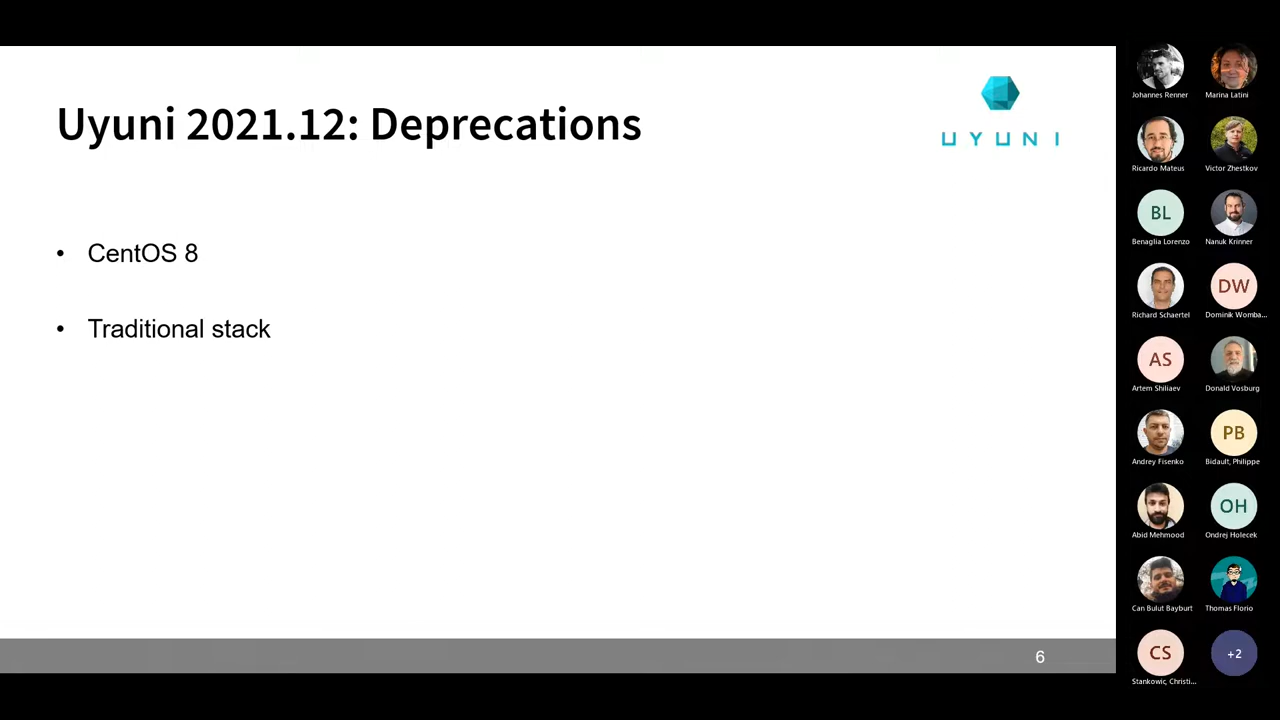 Uyuni 2021.12: Deprecations
UYUNI
• CentOS 8
• Traditional stack
6
Johannes Renner
Marina Latini
Ricardo Mateus
Victor Zhestkov
BL
Benaglia Lorenzo
Nanuk Krinner
Richard Schaertel
DW
Dominik Womba...
AS
Artem Shiliaev
Donald Vosburg
Andrey Fisenko
PB
Bidault, Philippe
Abid Mehmood
OH
Ondrej Holecek
Can Bulut Bayburt
Thomas Florio
CS
Stankowic, Christi...
+2